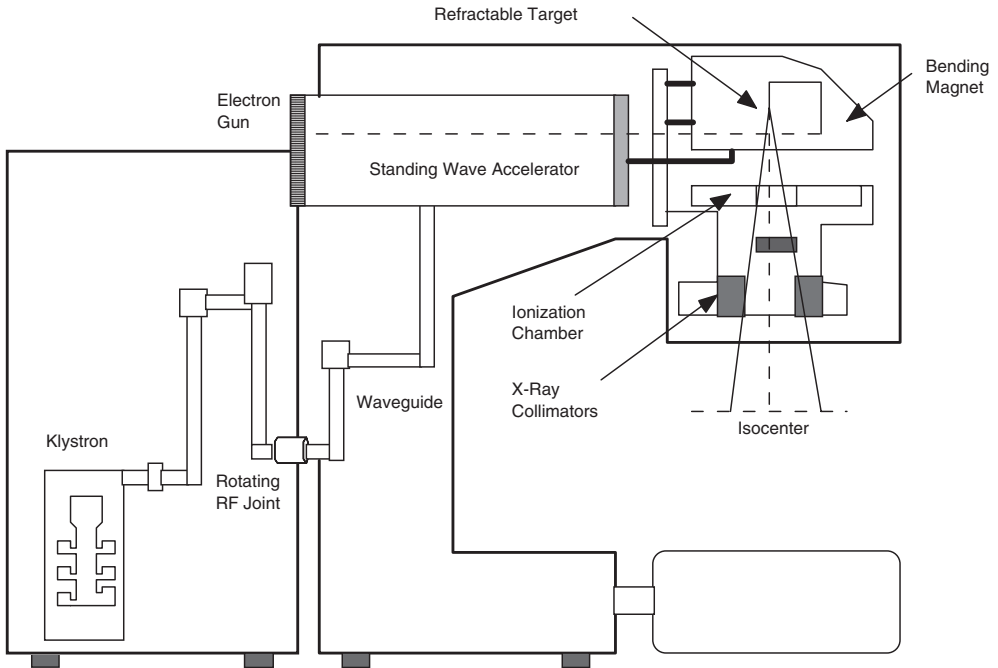 Refractable Target
Bending
Magnet
Electron
Gun
Standing Wave Accelerator
Ionization
Chamber
X-Ray
Collimators
Waveguide
Isocenter
Klystron
Rotating
RF Joint